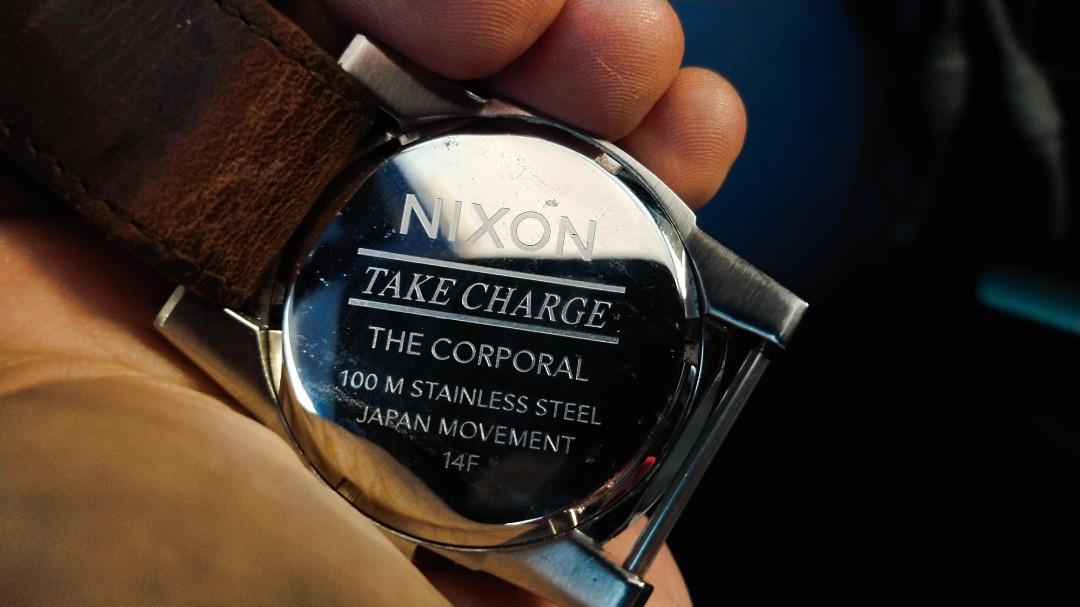 NIXON
TAKE CHARGE
THE CORPORAL
100 M STAINLESS STEEL
JAPAN MOVEMENT
14F